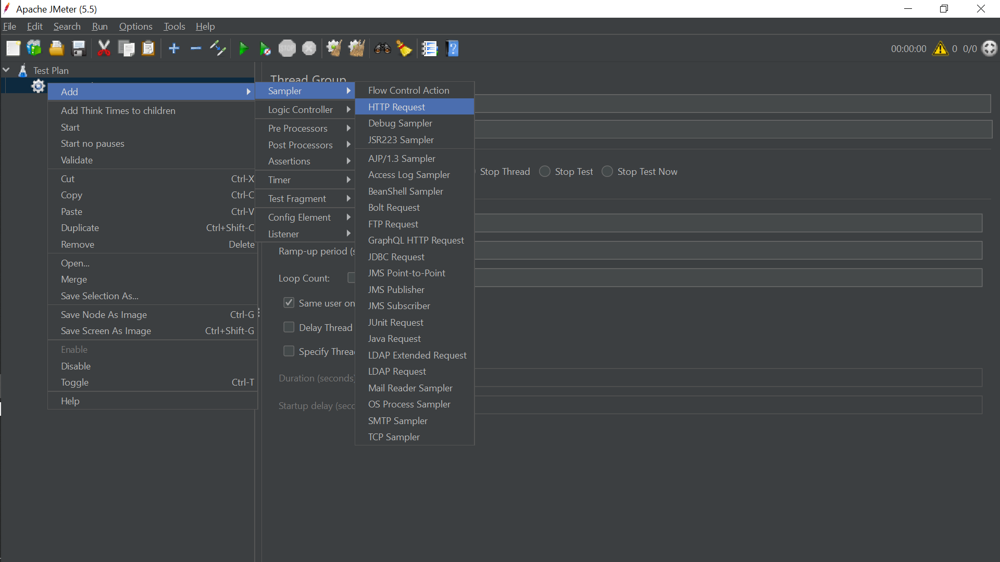 Apache JMeter (5.5)
File Edit Search Run Options Tools Help
STOP
?
00:00:00 0 0/0
Test Plan
Thread Group
Add
Add Think Times to children
Start
Start no pauses
Validate
Cut Ctrl-X
Copy Ctrl-C
Paste Ctrl-V
Duplicate Ctrl+Shift-C
Remove Delete
Open...
Merge
Save Selection As...
Save Node As Image Ctrl-G
Save Screen As Image Ctrl+Shift-G
Enable
Disable
Toggle Ctrl-T
Help
Sampler
Logic Controller
Pre Processors
Post Processors
Assertions
Timer
Test Fragment
Config Element
Listener
Flow Control Action
HTTP Request
Debug Sampler
JSR223 Sampler
AJP/1.3 Sampler
Access Log Sampler
BeanShell Sampler
Bolt Request
FTP Request
GraphQL HTTP Request
JDBC Request
JMS Point-to-Point
JMS Publisher
JMS Subscriber
JUnit Request
Java Request
LDAP Extended Request
LDAP Request
Mail Reader Sampler
OS Process Sampler
SMTP Sampler
TCP Sampler
Stop Thread Stop Test Stop Test Now
Ramp-up period (s
Loop Count:
Same user on
Delay Thread
Specify Threa
Duration (seconds)
Startup delay (seco